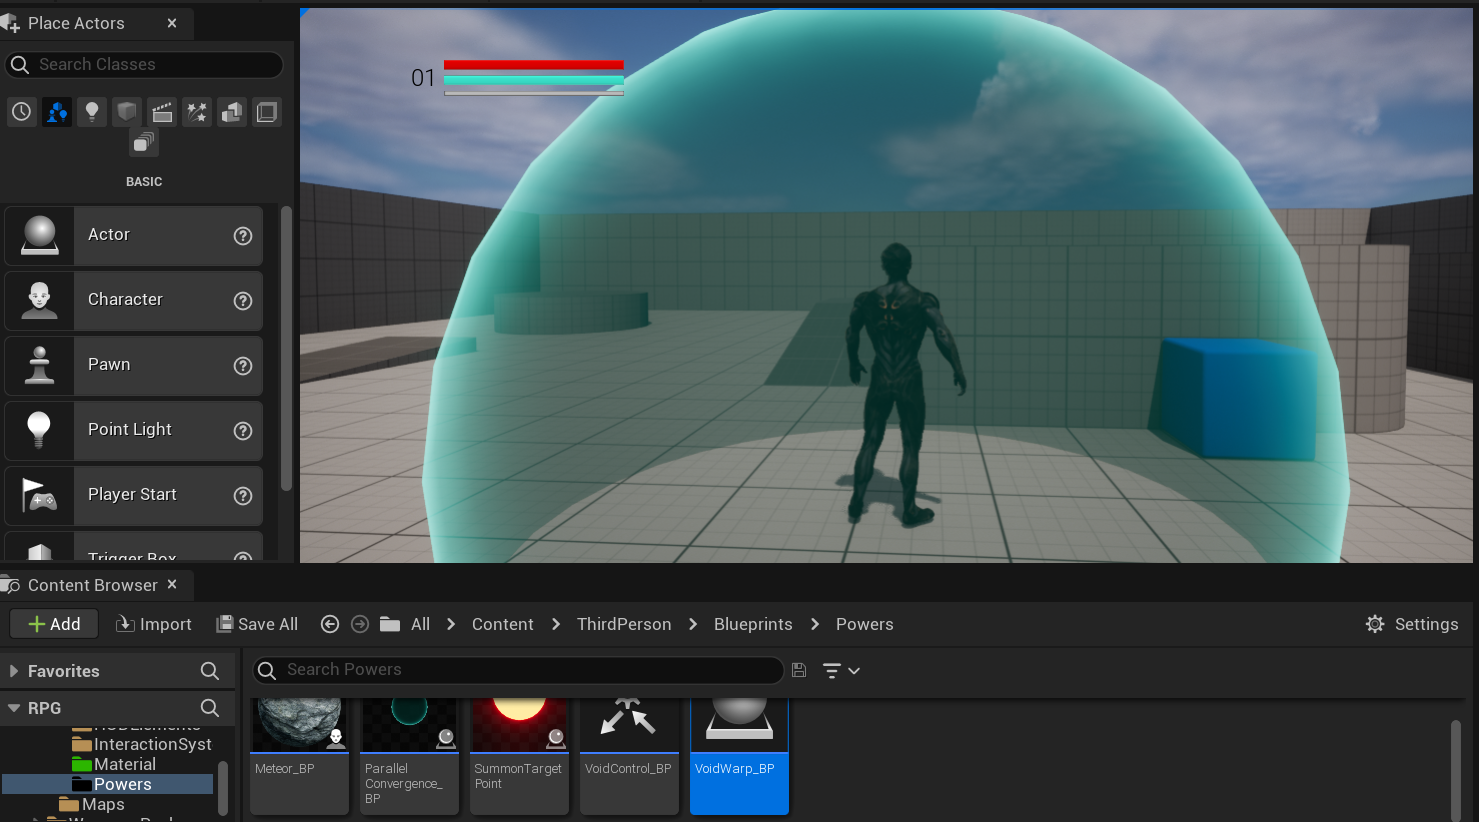 Place Actors
Search Classes
BASIC
Actor
Character
Pawn
Point Light
Player Start
Trigger Box
01
Content Browser
Add
Import
Save All
All
Content
ThirdPerson
Blueprints
Powers
Settings
Favorites
RPG
InteractionSyst
Material
Powers
Maps
Search Powers
Meteor_BP
Parallel
Convergence_
BP
SummonTarget
Point
VoidControl_BP
VoidWarp_BP